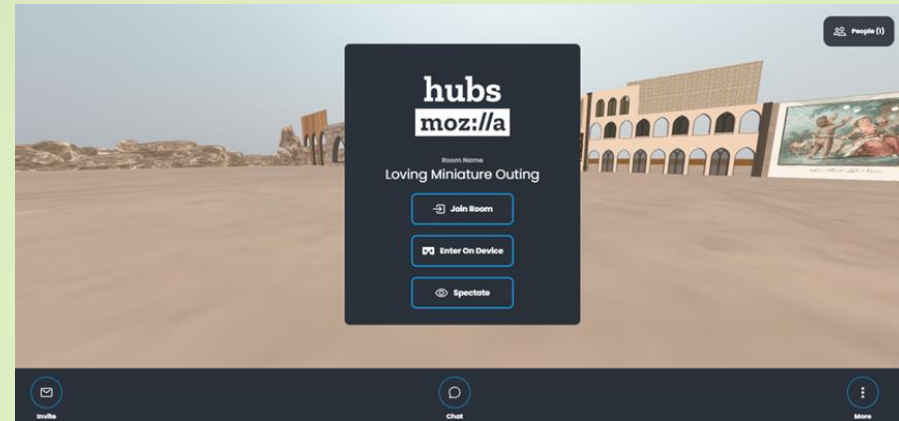 People (1)
hubs
moz://a
Room Name
Loving Miniature Outing
Join Room
Enter On Device
Spectate
Invite
Chat
More